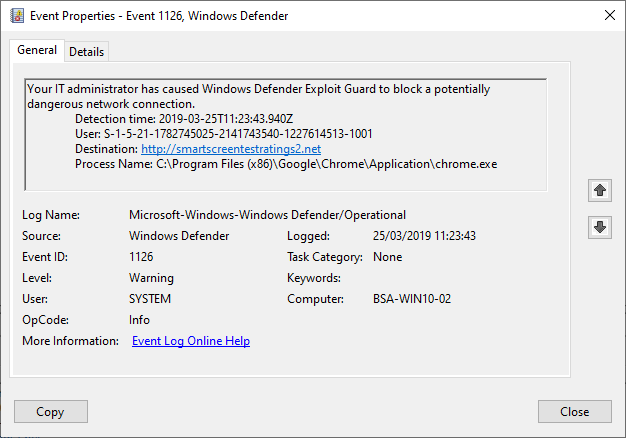 Event Properties - Event 1126, Windows Defender
General
Details
Your IT administrator has caused Windows Defender Exploit Guard to block a potentially
dangerous network connection.
Detection time: 2019-03-25T11:23:43.940Z
User: S-1-5-21-1782745025-2141743540-1227614513-1001
Destination: http://smartscreentestratings2.net
Process Name: C:\Program Files (x86)\Google\Chrome\Application\chrome.exe
Log Name: Microsoft-Windows-Windows Defender/Operational
Source: Windows Defender Logged: 25/03/2019 11:23:43
Event ID: 1126 Task Category: None
Level: Warning Keywords:
User: SYSTEM Computer: BSA-WIN10-02
OpCode: Info
More Information: Event Log Online Help
Copy
Close